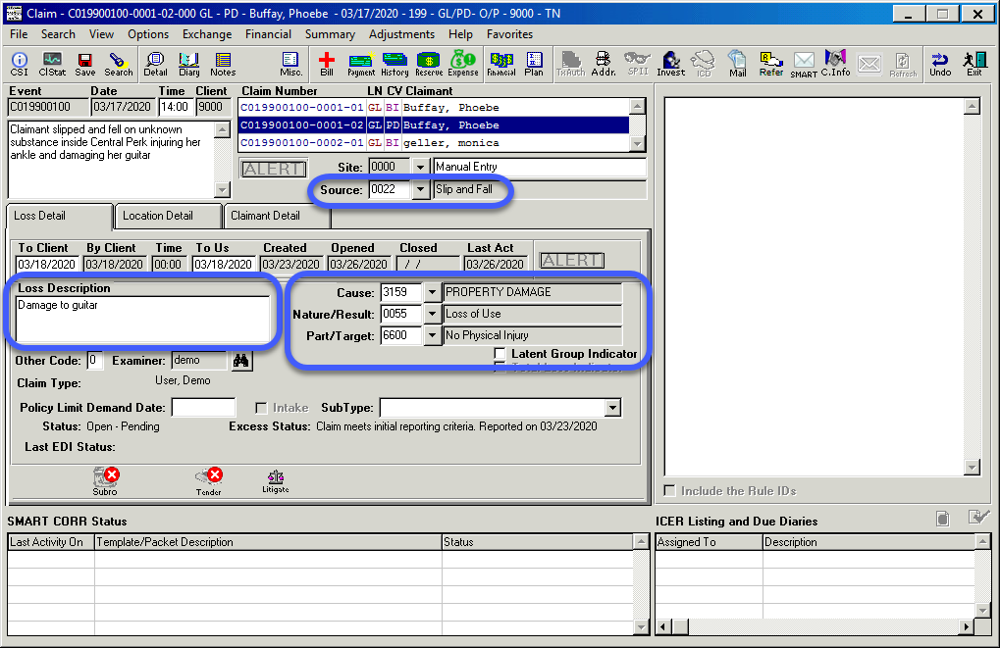 Claim - C019900100-0001-02-000 GL - PD - Buffay, Phoebe - 03/17/2020 - 199 - GL/PD- O/P - 9000 - TN
File Search View Options Exchange Financial Summary Adjustments Help Favorites
CSI ClStat Save Search Detail Diary Notes Misc. Bill Payment History Reserve Expense Financial Plan TrtAuth Addr. SPII Invest ICD Mail Refer SMART C.Info Refresh Undo Exit
Event Date Time Client
C019900100 03/17/2020 14:00 9000
Claimant slipped and fell on unknown
substance inside Central Perk injuring her
ankle and damaging her guitar
Claim Number LN CV Claimant
C019900100-0001-01 GL BI Buffay, Phoebe
C019900100-0001-02 GL PD Buffay, Phoebe
C019900100-0002-01 GL BI geller, monica
ALERT Site: 0000 Manual Entry
Source: 0022 Slip and Fall
Loss Detail Location Detail Claimant Detail
To Client By Client Time To Us Created Opened Closed Last Act
03/18/2020 03/18/2020 00:00 03/18/2020 03/23/2020 03/26/2020 / / 03/26/2020 ALERT
Loss Description
Damage to guitar
Cause: 3159 PROPERTY DAMAGE
Nature/Result: 0055 Loss of Use
Part/Target: 6600 No Physical Injury
Latent Group Indicator
Total Loss Indicator
Other Code: 0 Examiner: demo
Claim Type: User, Demo
Policy Limit Demand Date: Intake SubType:
Status: Open - Pending Excess Status: Claim meets initial reporting criteria. Reported on 03/23/2020
Last EDI Status:
Subro Tender Litigate
Include the Rule IDs
SMART CORR Status
Last Activity On Template/Packet Description Status
ICER Listing and Due Diaries
Assigned To Description